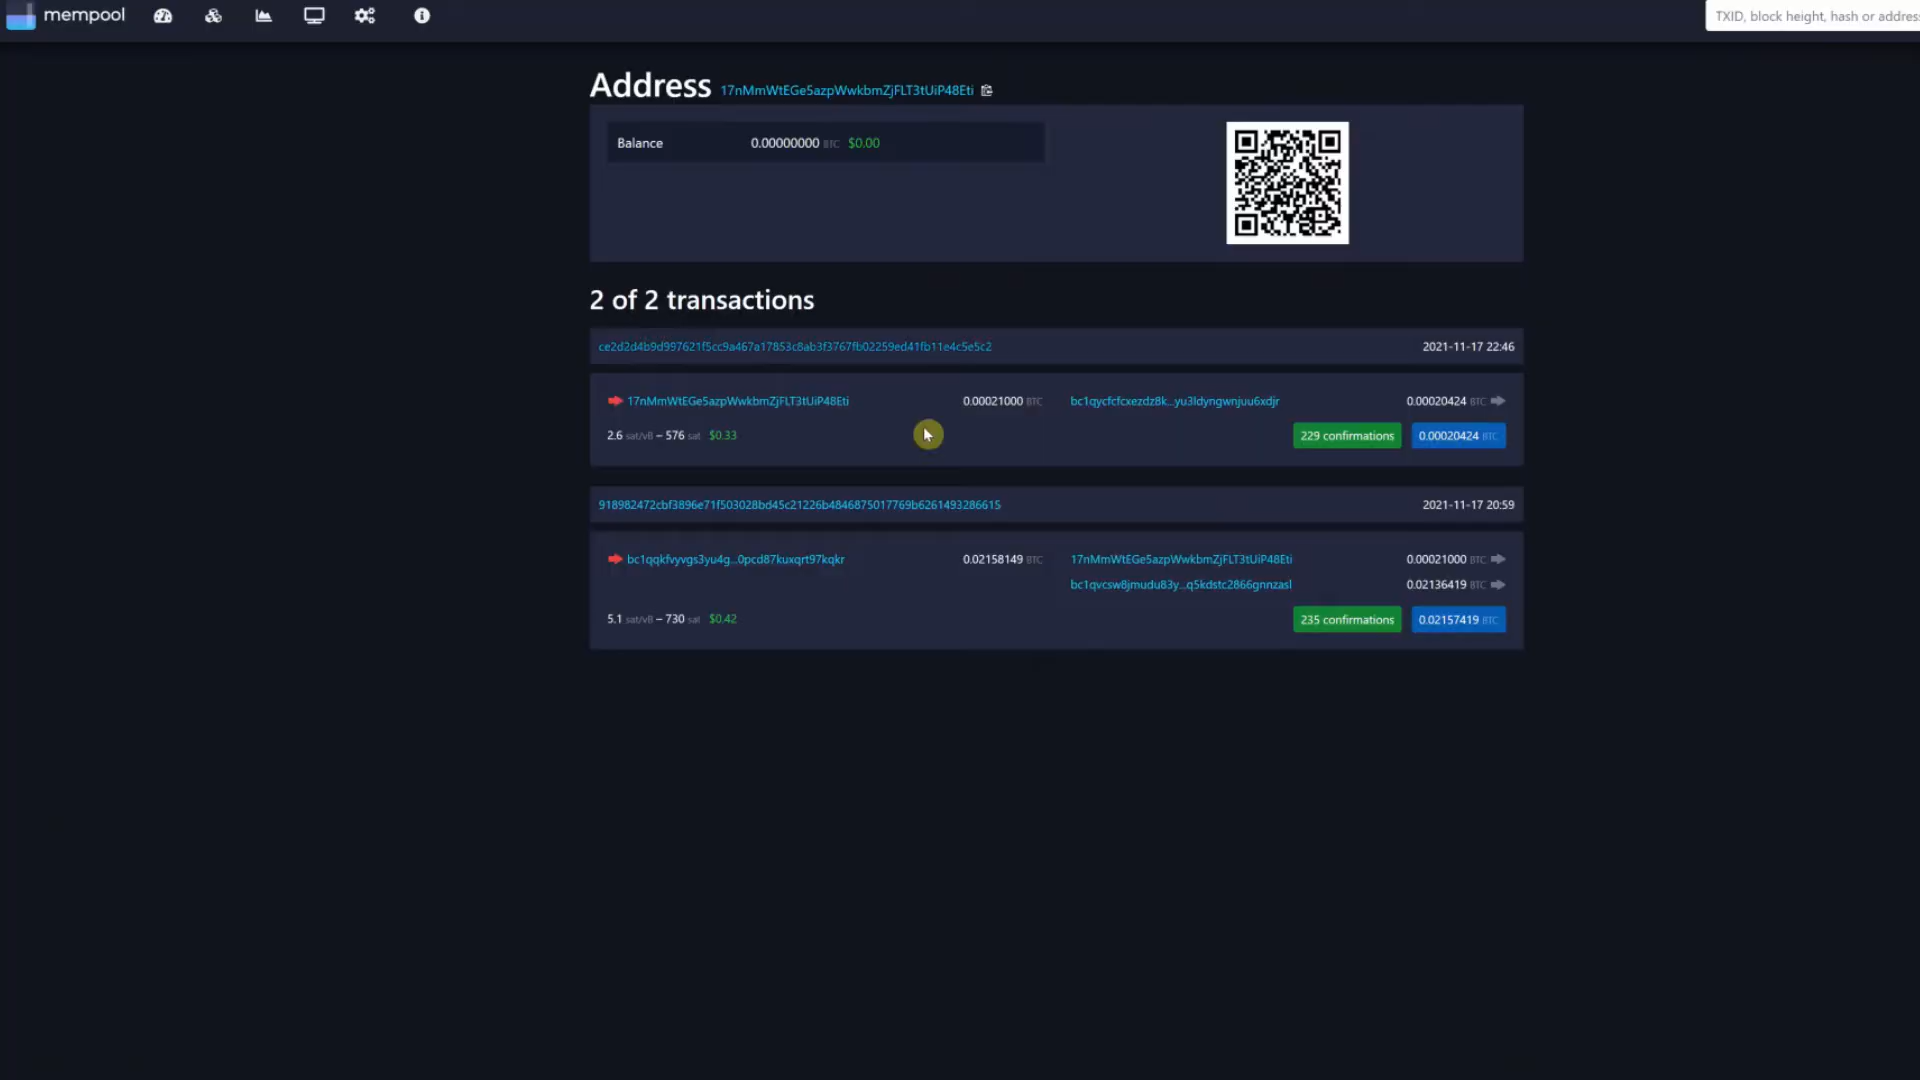 mempool
TXID, block height, hash or address
Address 17nMmWtEGe5azpWwkbmZjFLT3tUiP48Eti
Balance 0.00000000 BTC $0.00
2 of 2 transactions
ce2d2d4b9d997621f5cc9a467a17853c8ab3f3767fb02259ed41fb11e4c5e5c2 2021-11-17 22:46
17nMmWtEGe5azpWwkbmZjFLT3tUiP48Eti 0.00021000 BTC bc1qycfcfcxezdz8k...yu3ldyngwnjuu6xdjr 0.00020424 BTC
2.6 sat/vB – 576 sat $0.33 229 confirmations 0.00020424 BTC
918982472cbf3896e71f503028bd45c21226b4846875017769b6261493286615 2021-11-17 20:59
bc1qqkfvyvgs3yu4g...0pcd87kuxqrt97kqkr 0.02158149 BTC 17nMmWtEGe5azpWwkbmZjFLT3tUiP48Eti 0.00021000 BTC
bc1qvcsw8jmudu83y...q5kdstc2866gnnzasl 0.02136419 BTC
5.1 sat/vB – 730 sat $0.42 235 confirmations 0.02157419 BTC